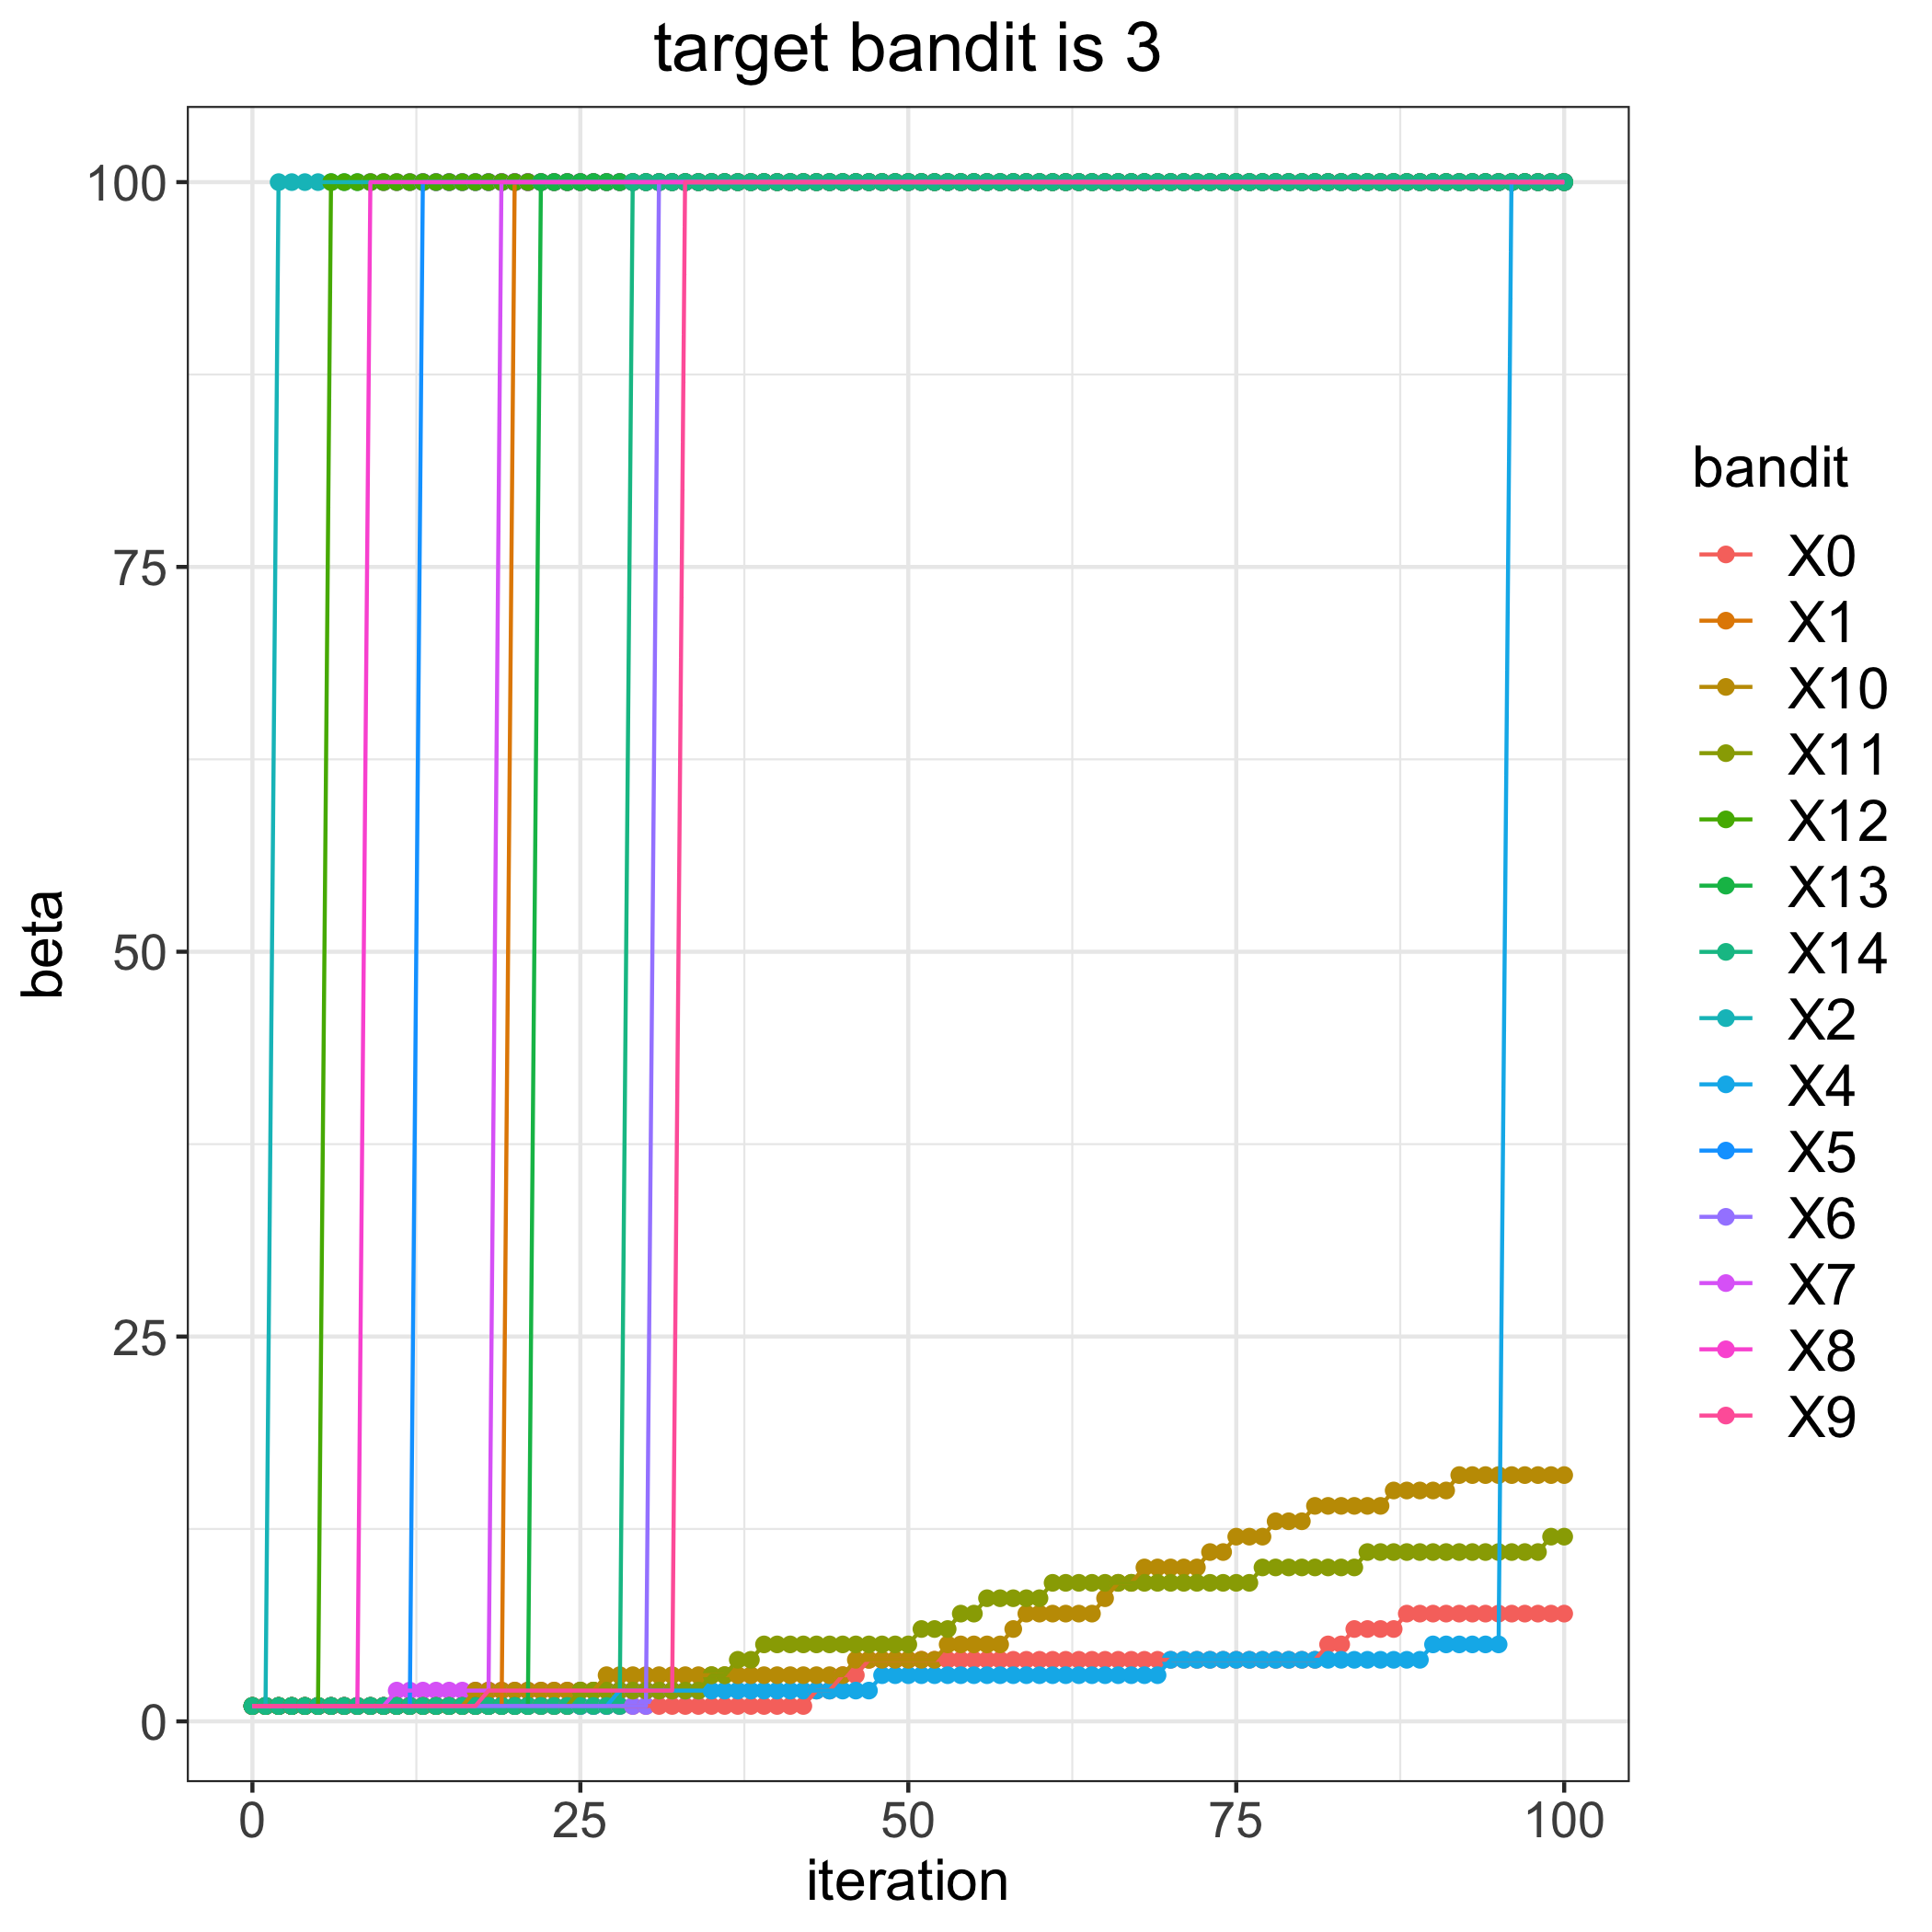 target bandit is 3
100
75
50
25
0
beta
0 25 50 75 100
iteration
bandit
X0
X1
X10
X11
X12
X13
X14
X2
X4
X5
X6
X7
X8
X9